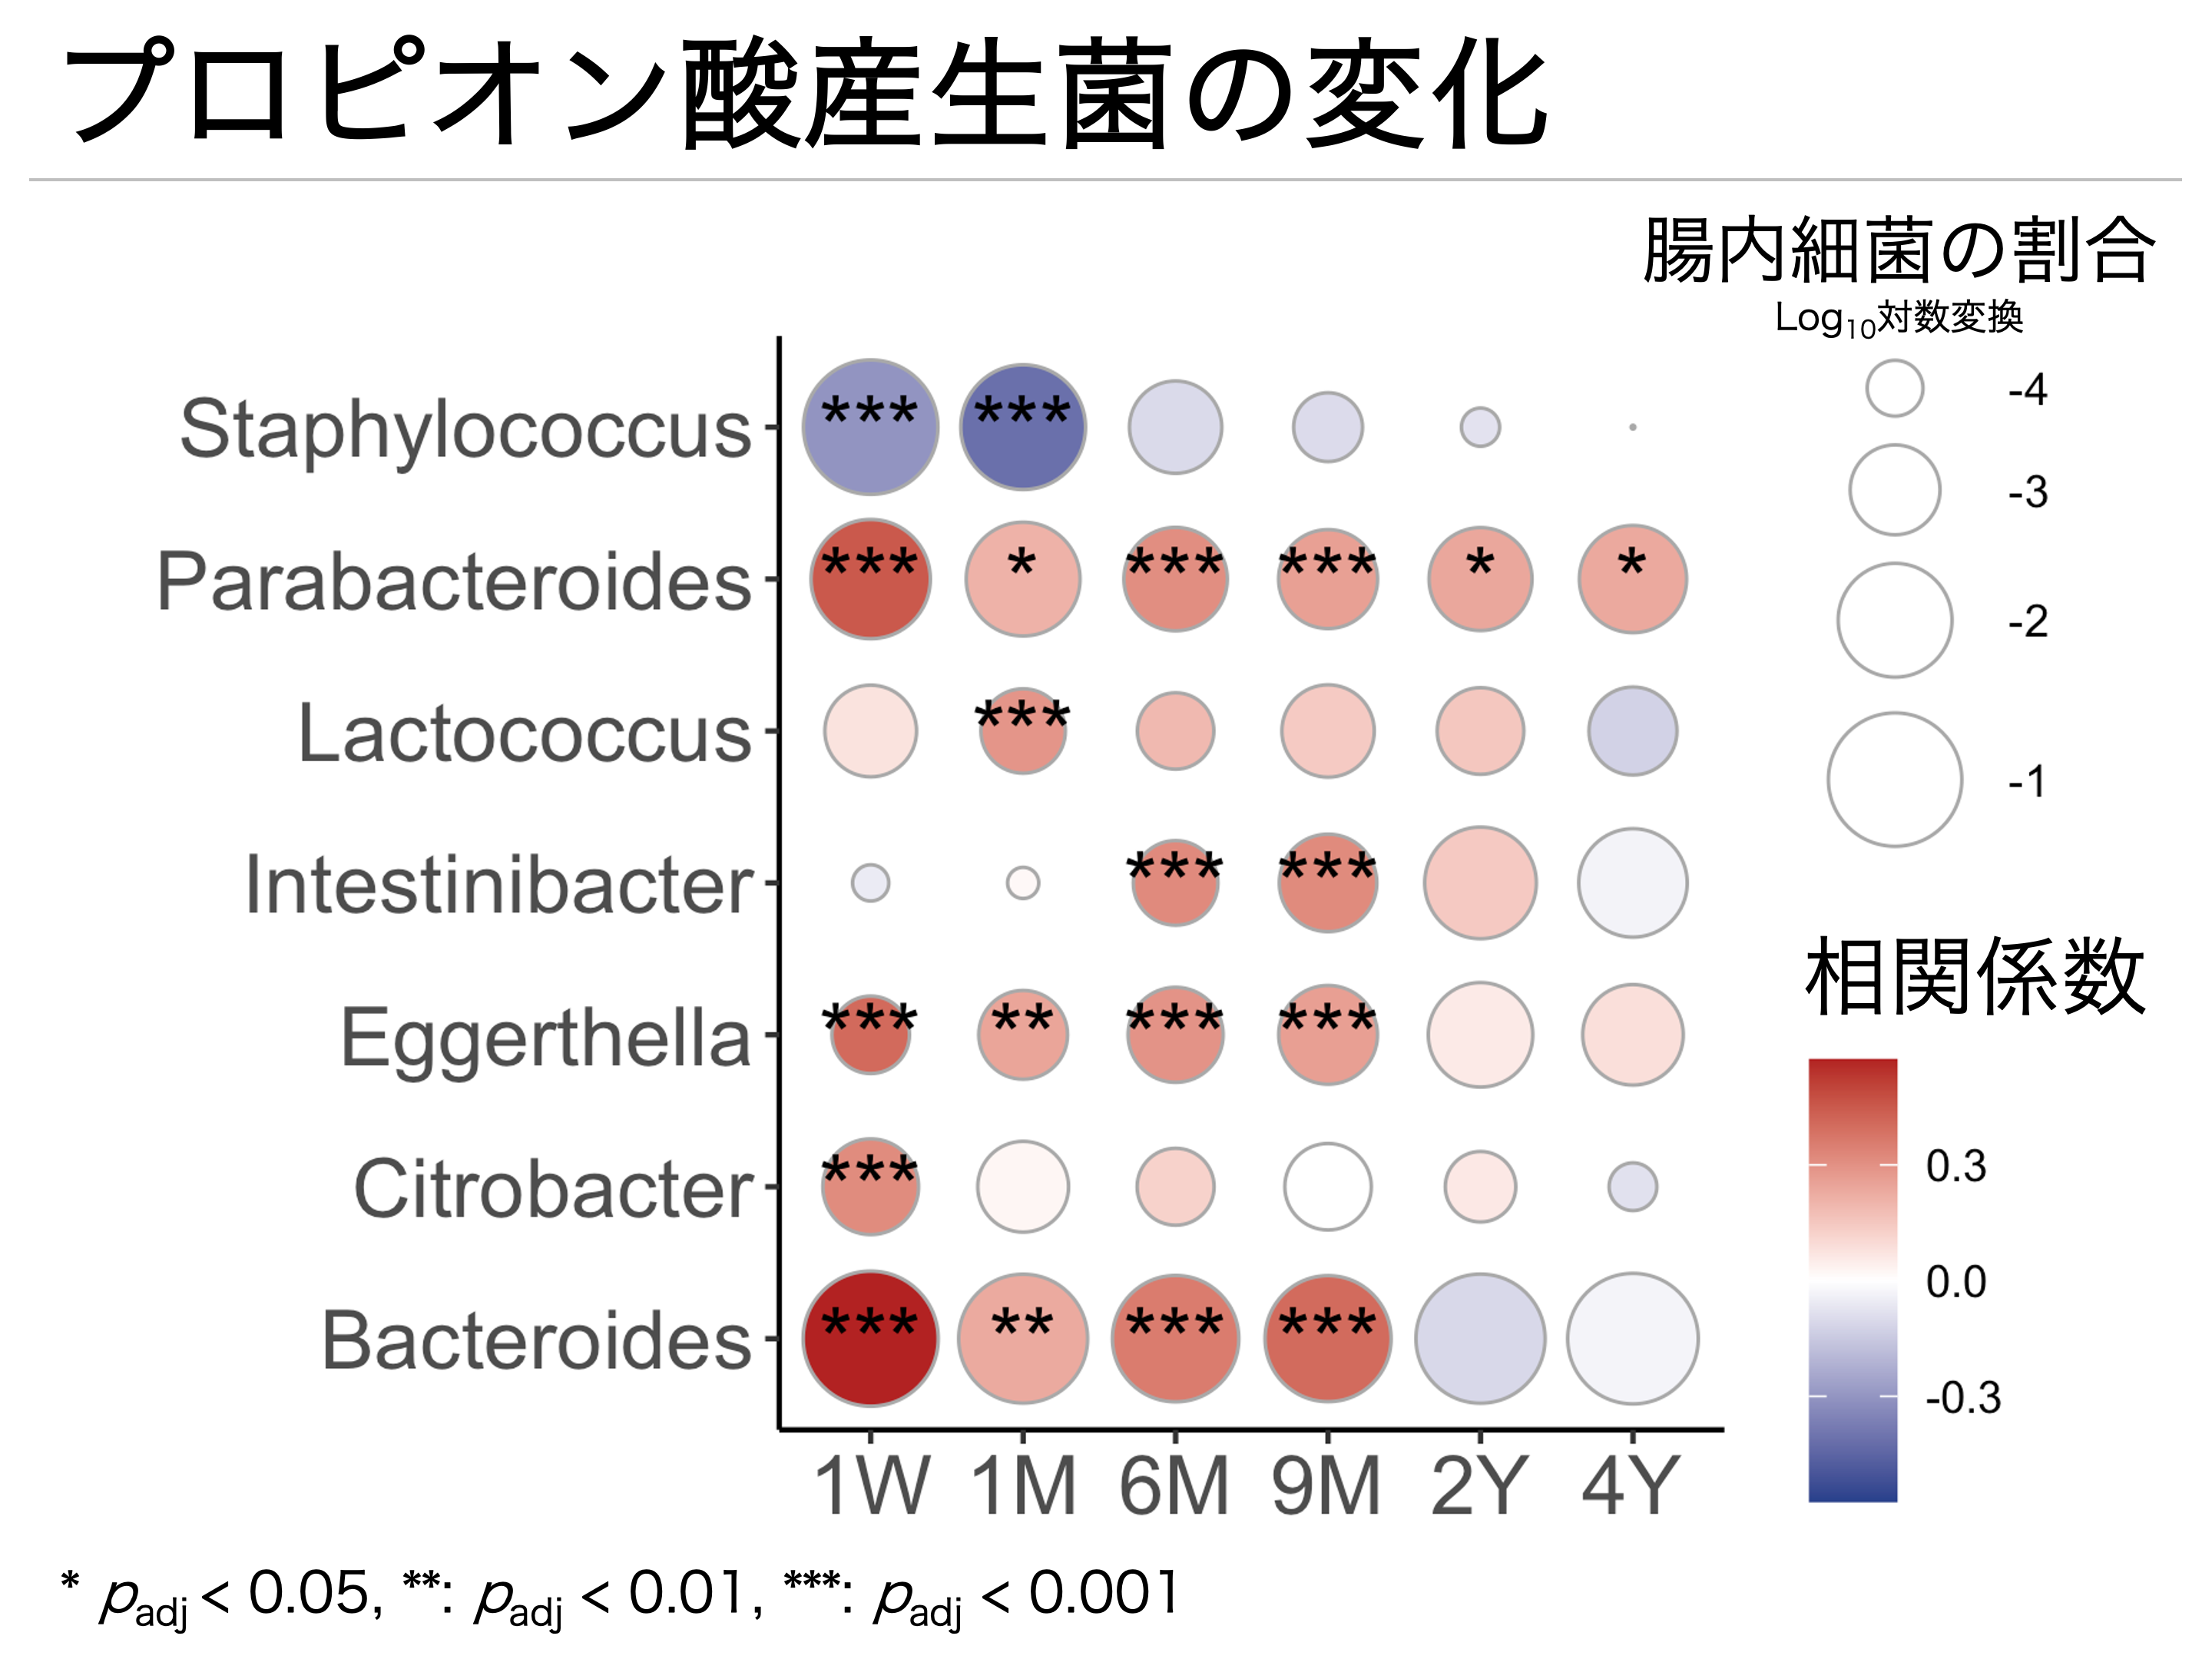 プロピオン酸産生菌の変化
腸内細菌の割合
Log10対数変換
-4
-3
-2
-1
Staphylococcus *** ***
Parabacteroides *** * *** *** * *
Lactococcus ***
Intestinibacter *** ***
Eggerthella *** ** *** ***
Citrobacter ***
Bacteroides *** ** *** ***
1W 1M 6M 9M 2Y 4Y
相関係数
0.3
0.0
-0.3
* padj < 0.05, **: padj < 0.01, ***: padj < 0.001